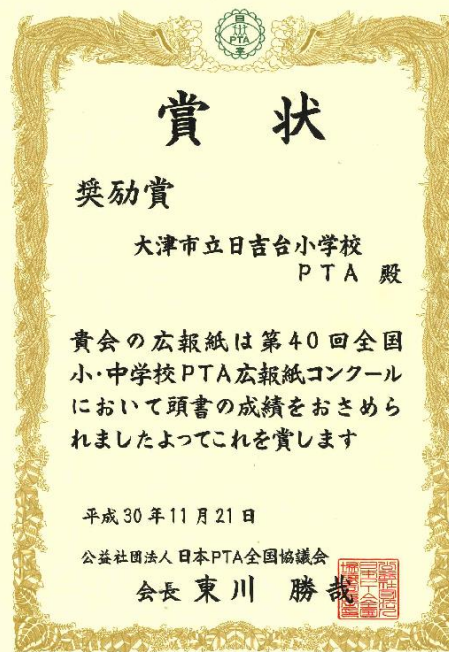 日
PTA
李
賞状
奨励賞
大津市立日吉台小学校
PTA 殿
貴会の広報紙は第40回全国
小・中学校PTA広報紙コンクール
において頭書の成績をおさめら
れましたよってこれを賞します
平成30年11月21日
公益社団法人日本PTA全国協議会
会長 東川 勝哉